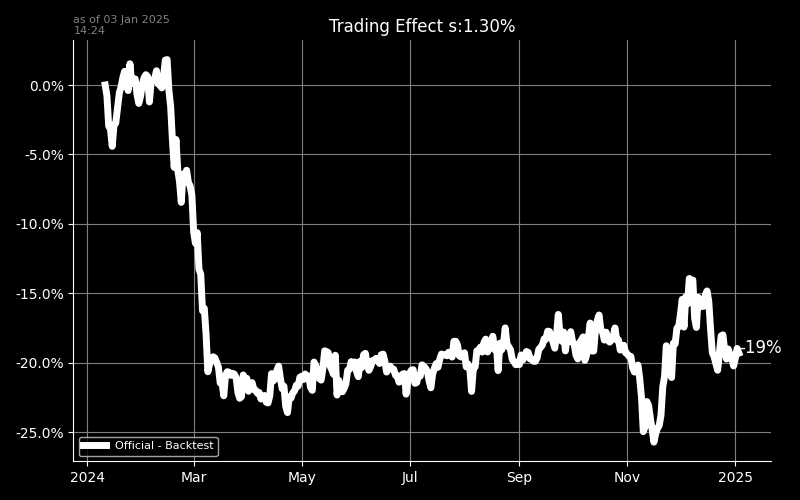 as of 03 Jan 2025
14:24
Trading Effect s:1.30%
0.0%
-5.0%
-10.0%
-15.0%
-20.0%
-25.0%
-19%
Official - Backtest
2024
Mar
May
Jul
Sep
Nov
2025